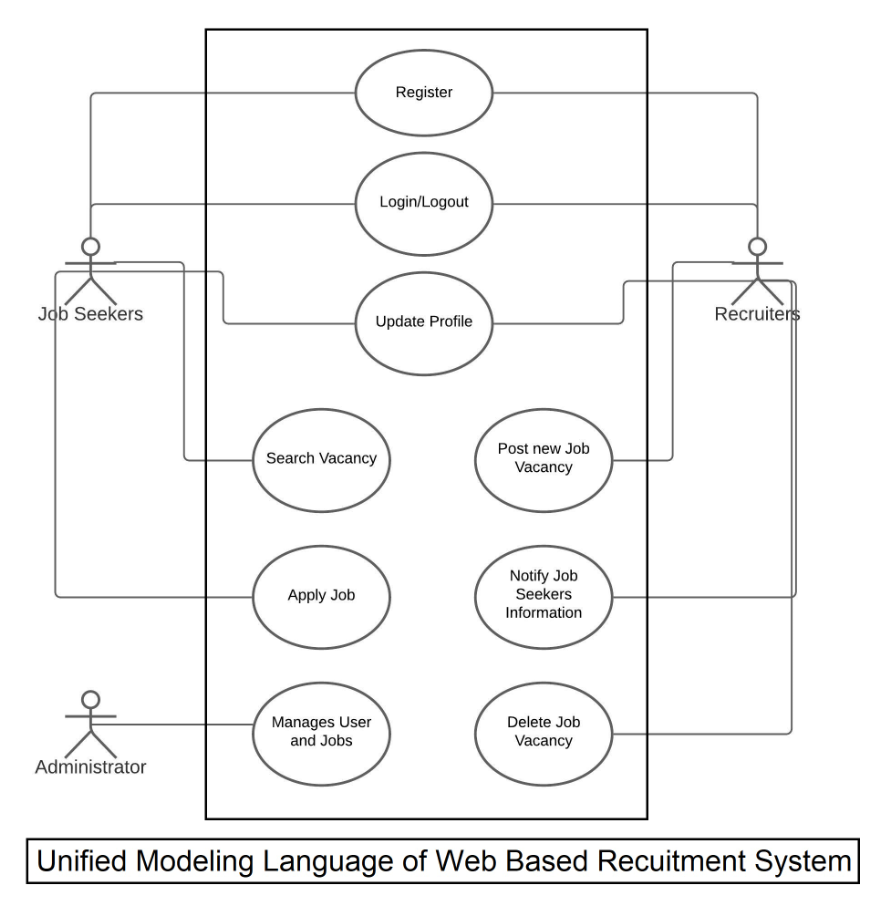 Register
Login/Logout
Job Seekers
Recruiters
Update Profile
Search Vacancy
Post new Job
Vacancy
Apply Job
Notify Job
Seekers
Information
Manages User
and Jobs
Delete Job
Vacancy
Administrator
Unified Modeling Language of Web Based Recuitment System